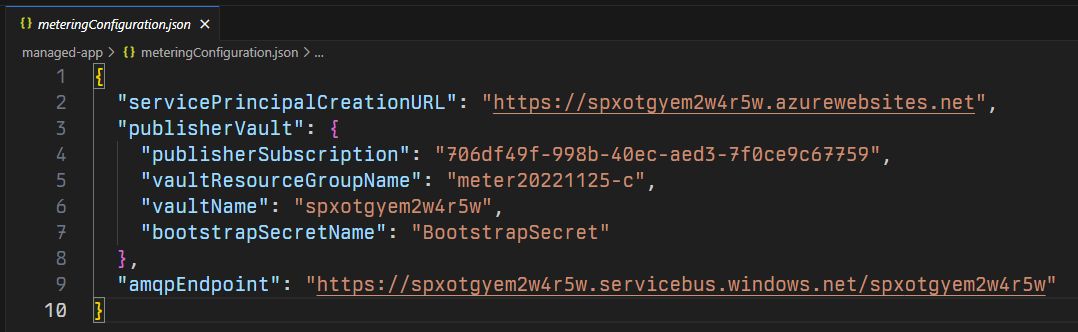 {} meteringConfiguration.json ×
managed-app > {} meteringConfiguration.json > ...
1 {
2 "servicePrincipalCreationURL": "https://spxotgyem2w4r5w.azurewebsites.net",
3 "publisherVault": {
4 "publisherSubscription": "706df49f-998b-40ec-aed3-7f0ce9c67759",
5 "vaultResourceGroupName": "meter20221125-c",
6 "vaultName": "spxotgyem2w4r5w",
7 "bootstrapSecretName": "BootstrapSecret"
8 },
9 "amqpEndpoint": "https://spxotgyem2w4r5w.servicebus.windows.net/spxotgyem2w4r5w"
10 }